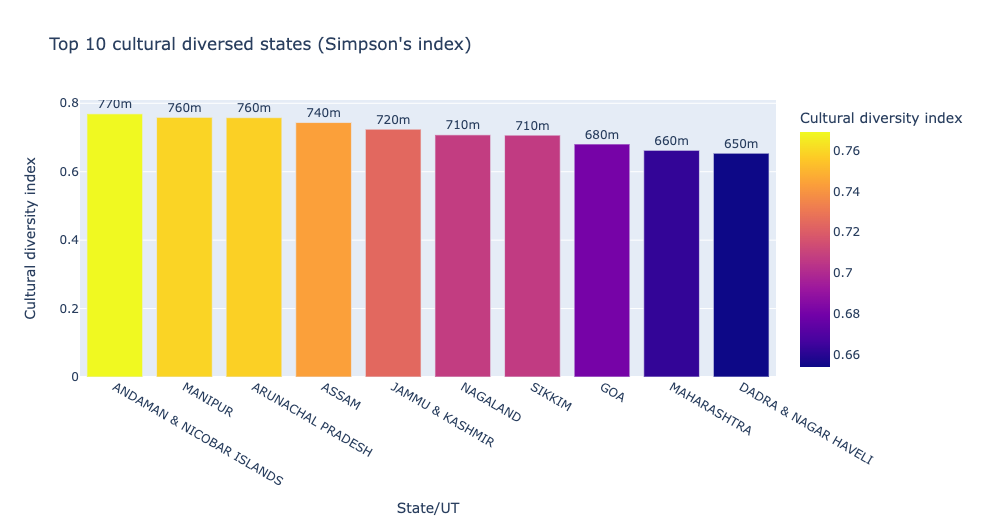 Top 10 cultural diversed states (Simpson's index)
Cultural diversity index
0.8
0.6
0.4
0.2
0
770m
760m
760m
740m
720m
710m
710m
680m
660m
650m
ANDAMAN & NICOBAR ISLANDS
MANIPUR
ARUNACHAL PRADESH
ASSAM
JAMMU & KASHMIR
NAGALAND
SIKKIM
GOA
MAHARASHTRA
DADRA & NAGAR HAVELI
State/UT
Cultural diversity index
0.76
0.74
0.72
0.7
0.68
0.66